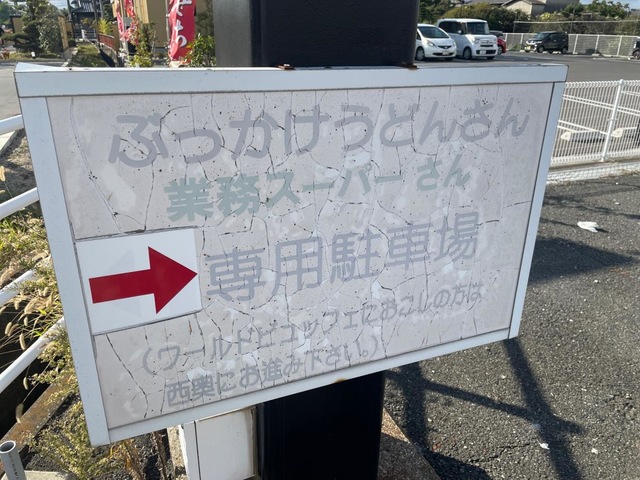 ぶっかけうどんさん
業務スーパーさん
専用駐車場
(ワールドビュッフェにおこしの方は
西奥にお進み下さい。)